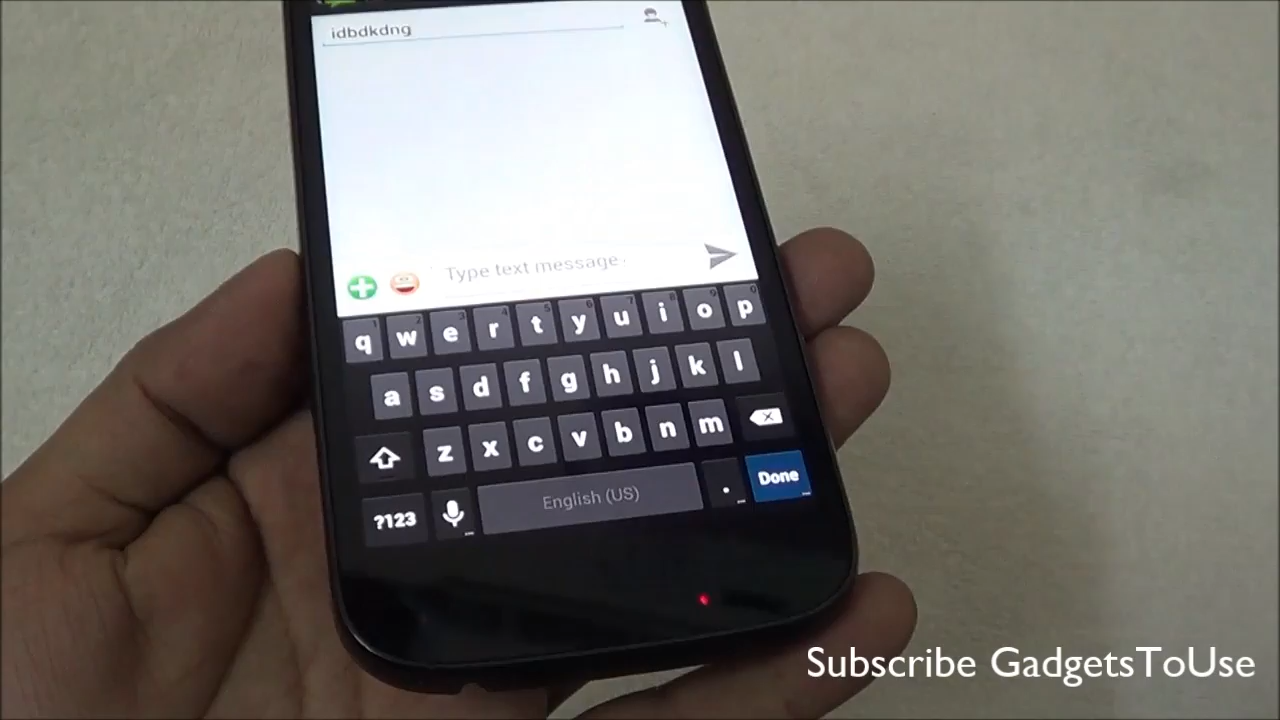 idbdkdng
Type text message
q w e r t y u i o p
a s d f g h j k l
z x c v b n m
?123 English (US) . Done
Subscribe GadgetsToUse